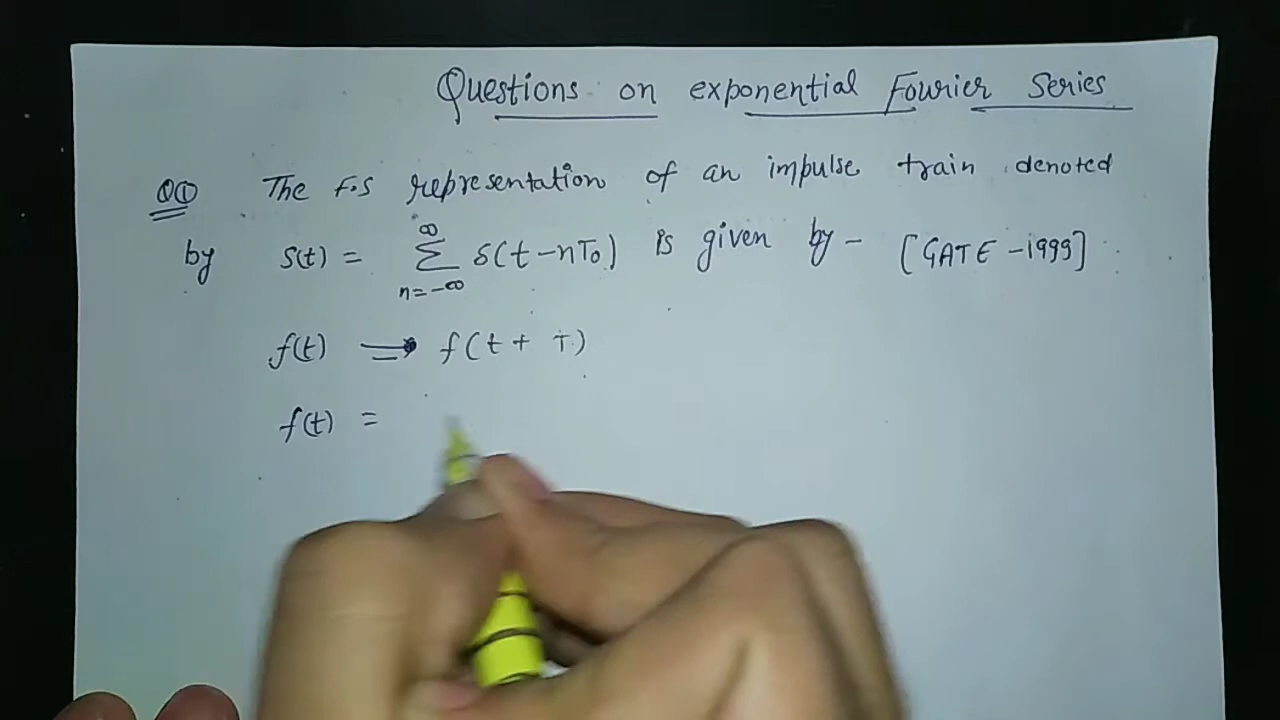 Questions on exponential Fourier Series
Q① The F.S representation of an impulse train denoted
by S(t) = ∞Σn=-∞ δ(t-nT₀) is given by - [GATE-1999]
f(t) ⇒ f(t + T)
f(t) =